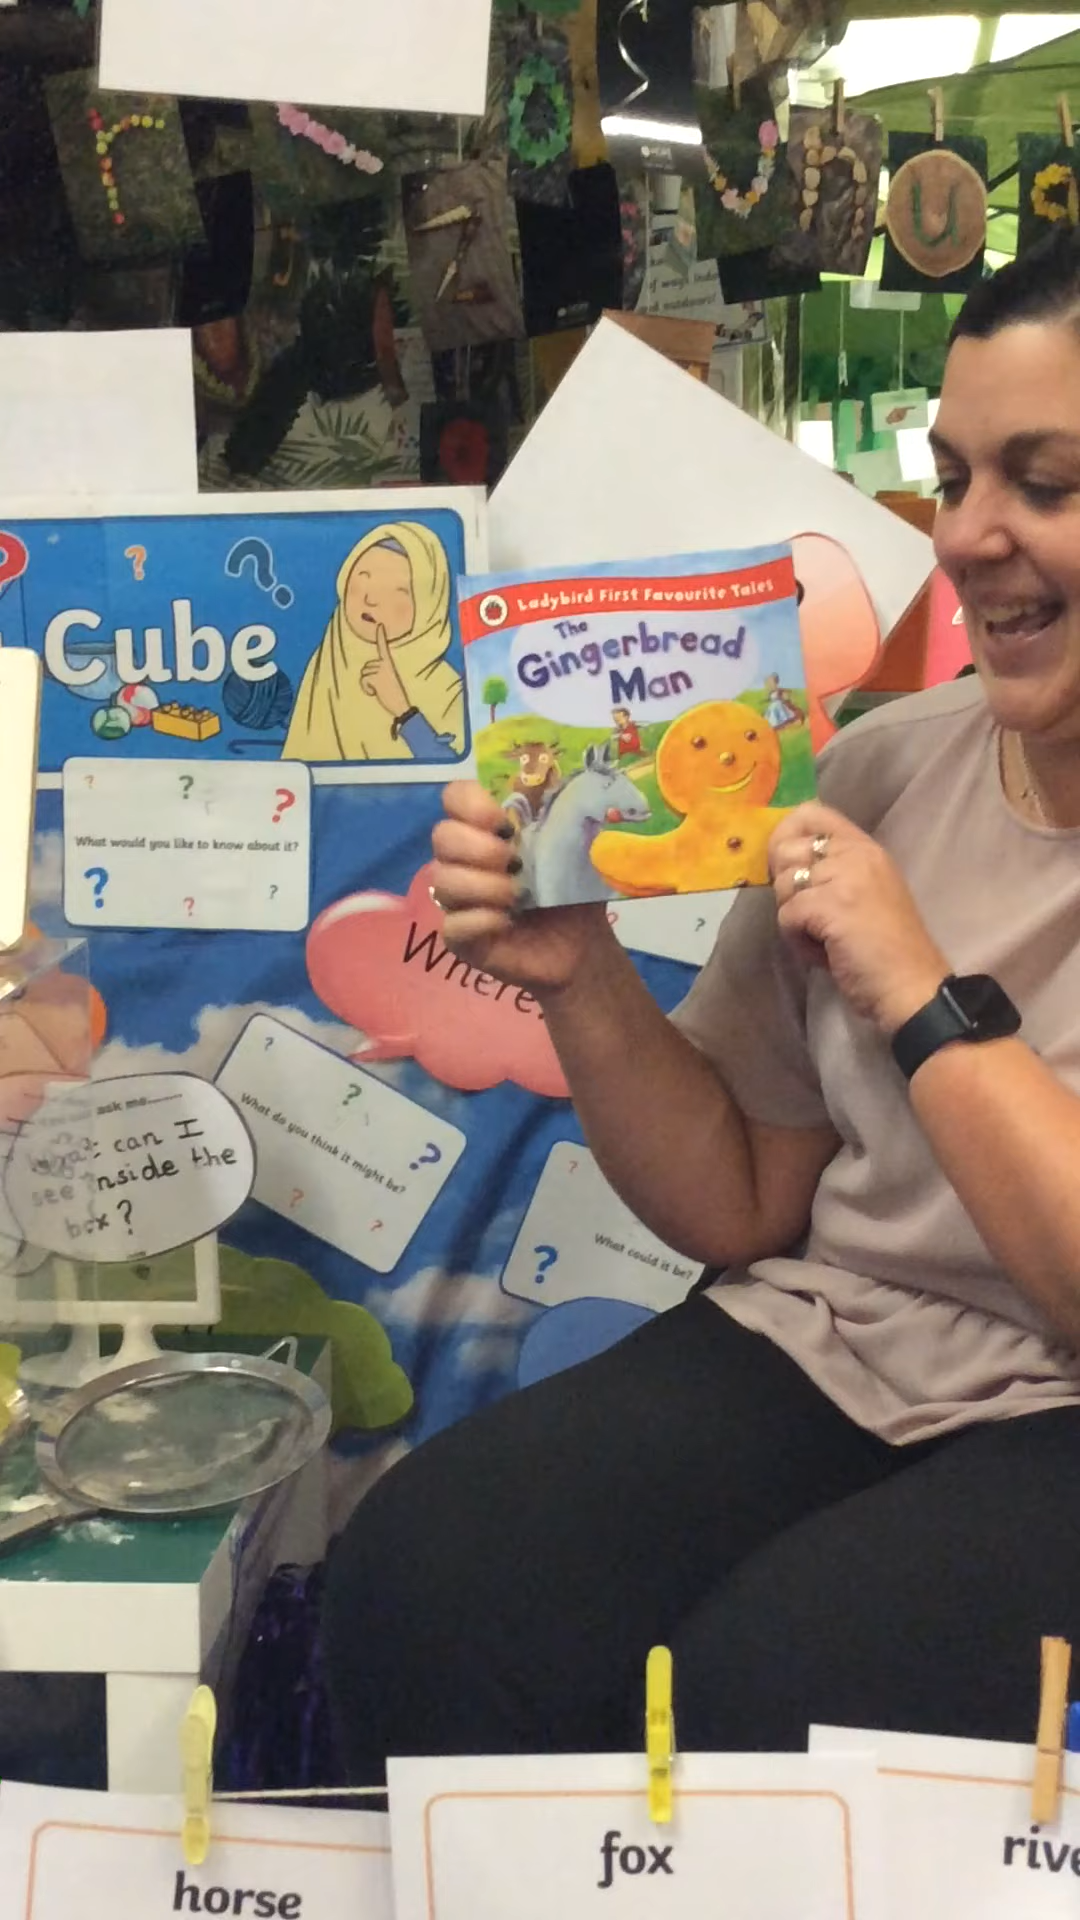 r
z
o
u
n
u
a
Cube
Ladybird First Favourite Tales
The
Gingerbread
Man
What would you like to know about it?
Where?
What do you think it might be?
What could it be?
ask me
can I
see inside the
box?
horse
fox
rive